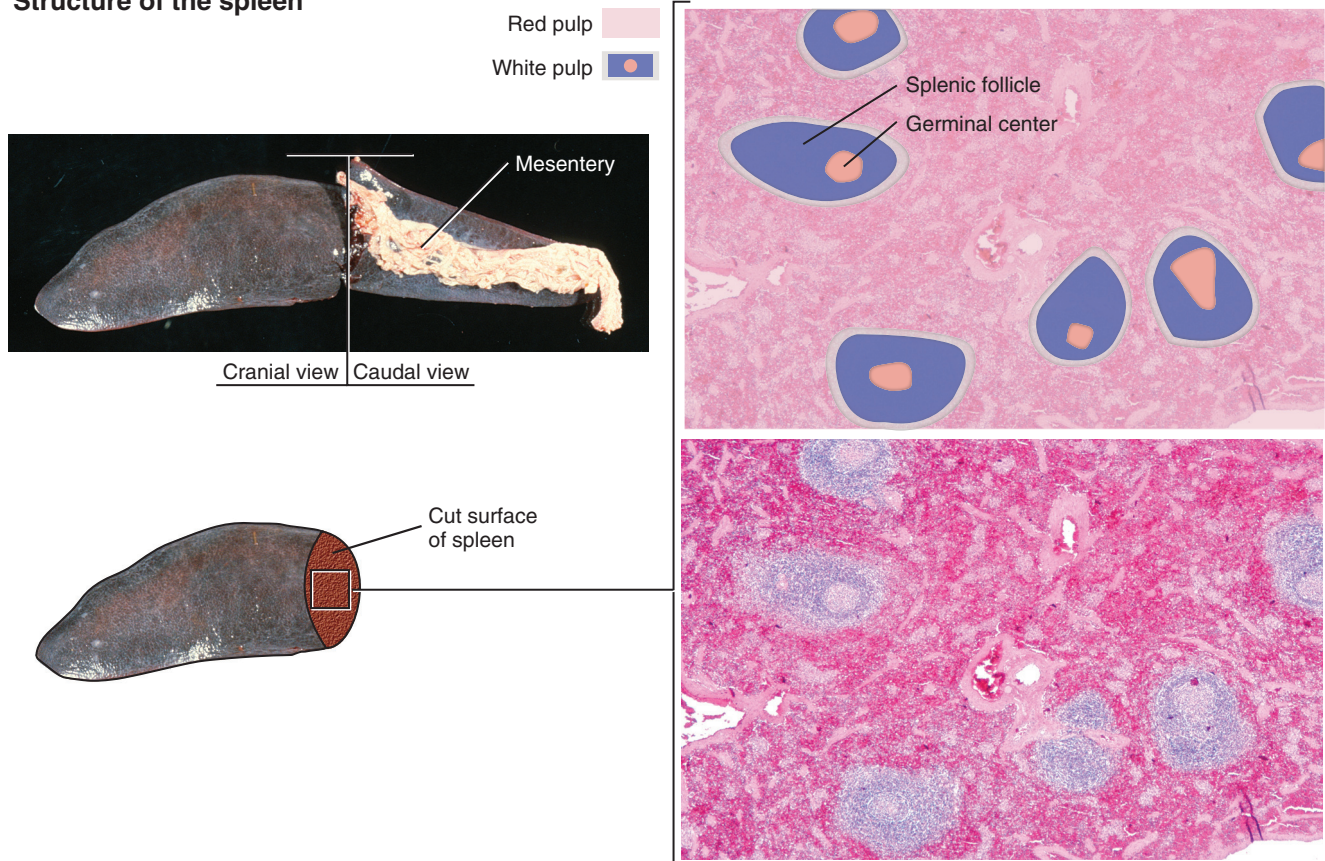 Structure of the spleen
Red pulp
White pulp
Mesentery
Cranial view
Caudal view
Cut surface
of spleen
Splenic follicle
Germinal center